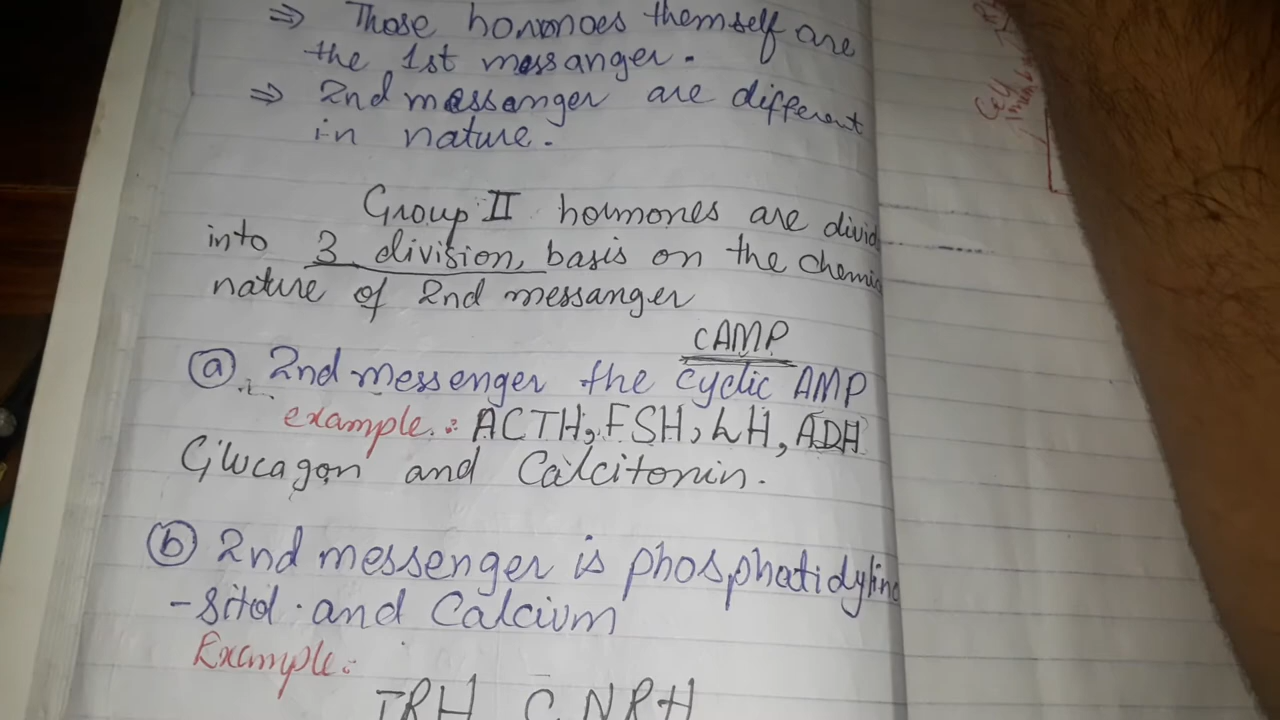 ⇒ Those honmoes themself are
the 1st messanger.
⇒ 2nd messanger are different
in nature.
Group II hormones are divid
into 3 division, basis on the chemic
nature of 2nd messanger
cAMP
ⓐ 2nd messenger the cyclic AMP
example: ACTH, FSH, LH, ADH
Glucagon and Calcitonin.
ⓑ 2nd messenger is phosphatidylino
-sitol and Calcium
Example:
TRH GNRH
Cell